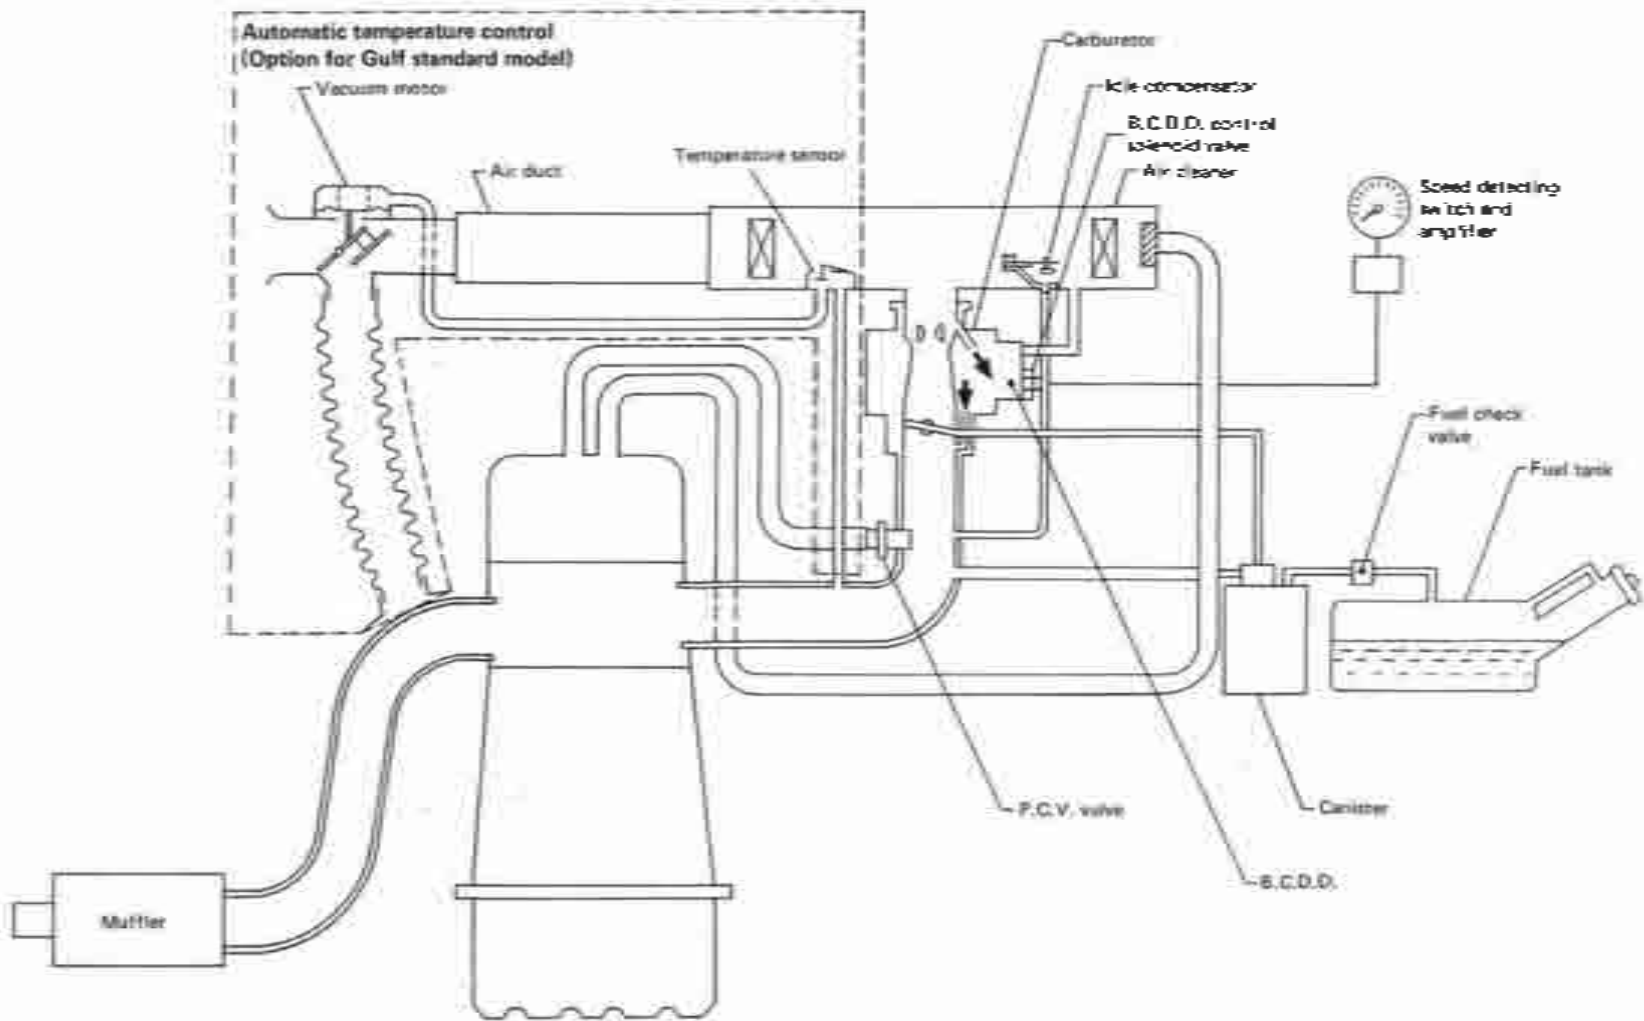 Automatic temperature control
(Option for Gulf standard model)
Vacuum motor
Air duct
Temperature sensor
Carburetor
Idle compensator
B.C.D.D. control
solenoid valve
Air cleaner
Speed detecting
switch and
amplifier
Fuel check
valve
Fuel tank
P.C.V. valve
Canister
B.C.D.D.
Muffler